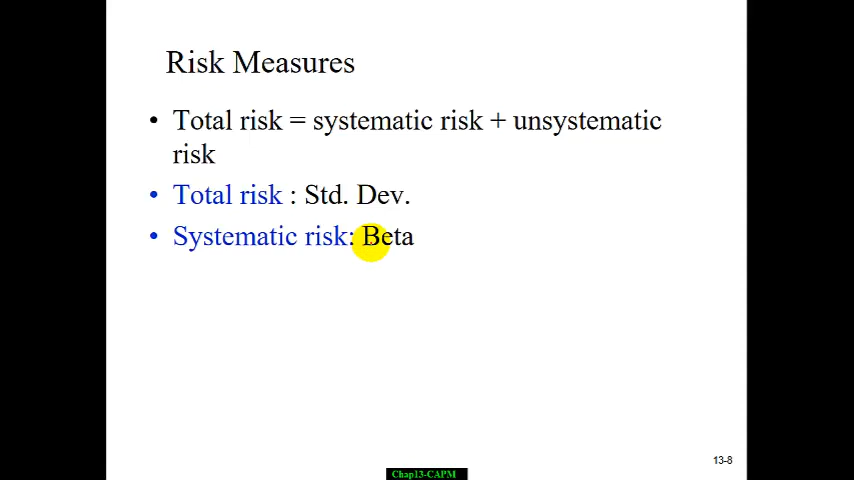 Risk Measures
• Total risk = systematic risk + unsystematic
risk
• Total risk : Std. Dev.
• Systematic risk: Beta
13-8
Chap13-CAPM